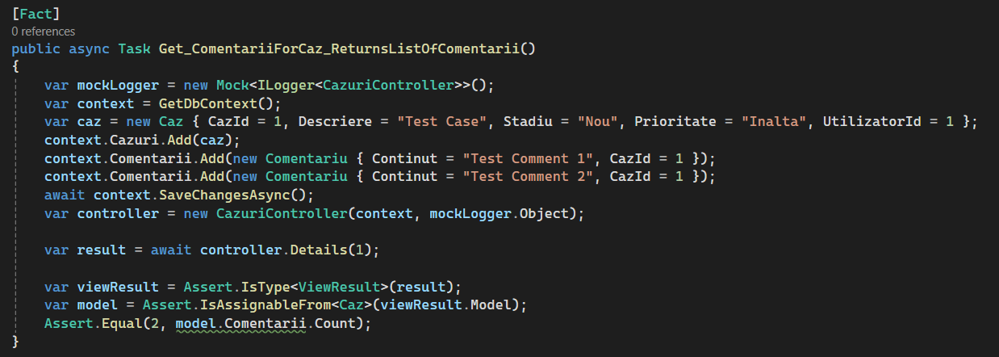 [Fact]
0 references
public async Task Get_ComentariiForCaz_ReturnsListOfComentarii()
{
    var mockLogger = new Mock<ILogger<CazuriController>>();
    var context = GetDbContext();
    var caz = new Caz { CazId = 1, Descriere = "Test Case", Stadiu = "Nou", Prioritate = "Inalta", UtilizatorId = 1 };
    context.Cazuri.Add(caz);
    context.Comentarii.Add(new Comentariu { Continut = "Test Comment 1", CazId = 1 });
    context.Comentarii.Add(new Comentariu { Continut = "Test Comment 2", CazId = 1 });
    await context.SaveChangesAsync();
    var controller = new CazuriController(context, mockLogger.Object);
    var result = await controller.Details(1);
    var viewResult = Assert.IsType<ViewResult>(result);
    var model = Assert.IsAssignableFrom<Caz>(viewResult.Model);
    Assert.Equal(2, model.Comentarii.Count);
}